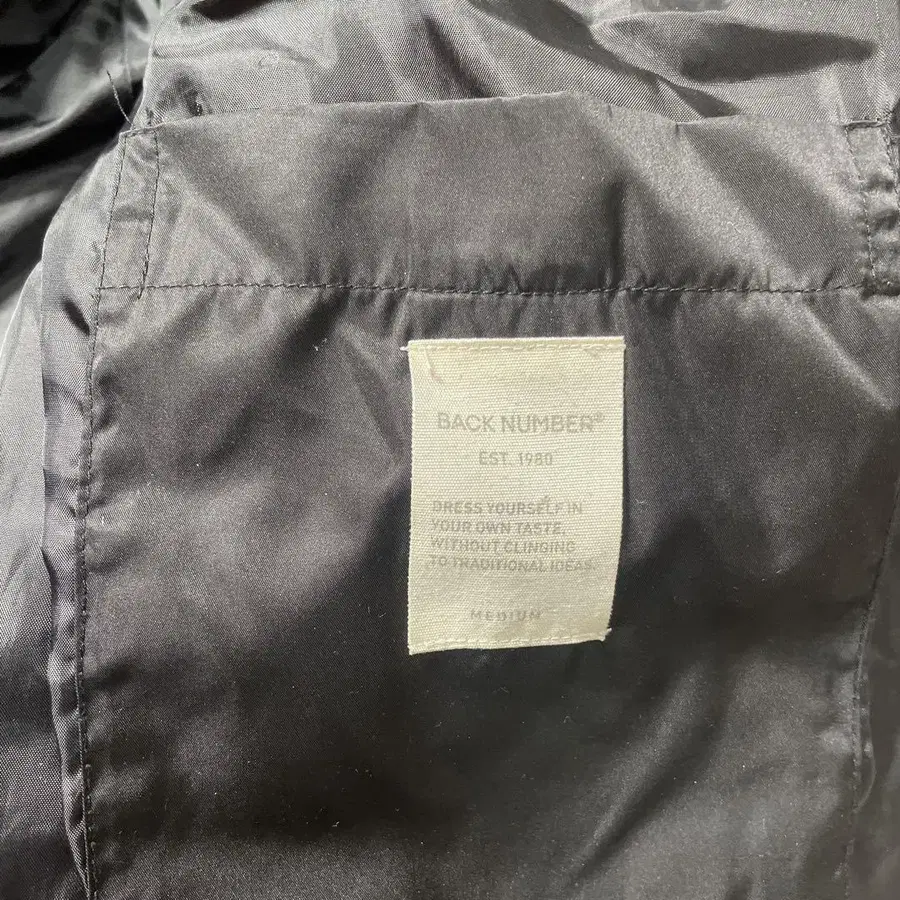 BACK NUMBER®
EST. 1980
DRESS YOURSELF IN
YOUR OWN TASTE,
WITHOUT CLINGING
TO TRADITIONAL IDEAS.
MEDIUM